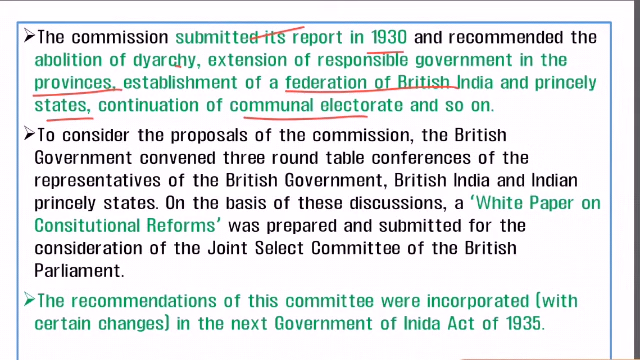 ➢The commission submitted its report in 1930 and recommended the
abolition of dyarchy, extension of responsible government in the
provinces, establishment of a federation of British India and princely
states, continuation of communal electorate and so on.
➢To consider the proposals of the commission, the British
Government convened three round table conferences of the
representatives of the British Government, British India and Indian
princely states. On the basis of these discussions, a ‘White Paper on
Consitutional Reforms’ was prepared and submitted for the
consideration of the Joint Select Committee of the British
Parliament.
➢The recommendations of this committee were incorporated (with
certain changes) in the next Government of Inida Act of 1935.